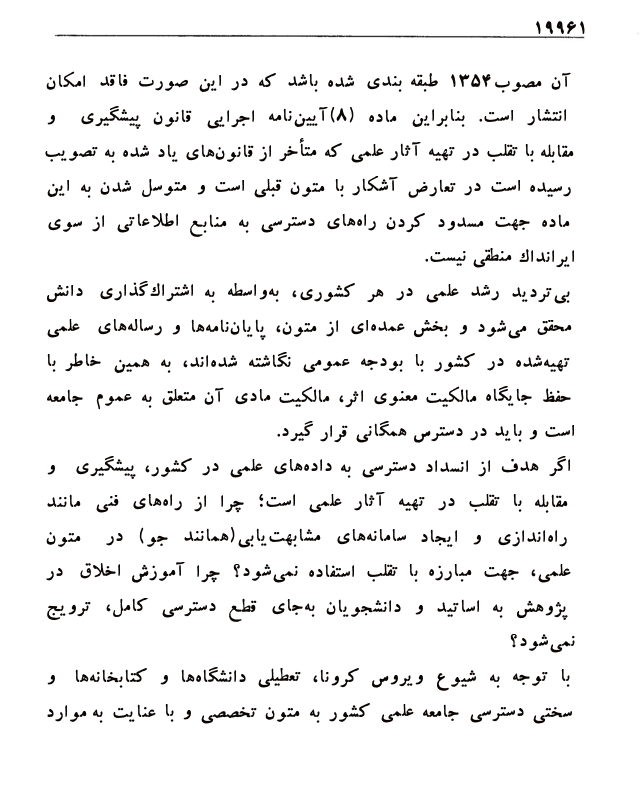 ۱۹۹۶۱
آن مصوب ۱۳۵۴ طبقه بندی شده باشد که در این صورت فاقد امکان
انتشار است. بنابراین ماده (۸)آیین‌نامه اجرایی قانون پیشگیری و
مقابله با تقلب در تهیه آثار علمی که متأخر از قانون‌های یاد شده به تصویب
رسیده است در تعارض آشکار با متون قبلی است و متوسل شدن به این
ماده جهت مسدود کردن راه‌های دسترسی به منابع اطلاعاتی از سوی
ایرانداك منطقی نیست.
بی‌تردید رشد علمی در هر کشوری، به‌واسطه به اشتراك‌گذاری دانش
محقق می‌شود و بخش عمده‌ای از متون، پایان‌نامه‌ها و رساله‌های علمی
تهیه‌شده در کشور با بودجه عمومی نگاشته شده‌اند، به همین خاطر با
حفظ جایگاه مالکیت معنوی اثر، مالکیت مادی آن متعلق به عموم جامعه
است و باید در دسترس همگانی قرار گیرد.
اگر هدف از انسداد دسترسی به داده‌های علمی در کشور، پیشگیری و
مقابله با تقلب در تهیه آثار علمی است؛ چرا از راه‌های فنی مانند
راه‌اندازی و ایجاد سامانه‌های مشابهت‌یابی(همانند جو) در متون
علمی، جهت مبارزه با تقلب استفاده نمی‌شود؟ چرا آموزش اخلاق در
پژوهش به اساتید و دانشجویان به‌جای قطع دسترسی کامل، ترویج
نمی‌شود؟
با توجه به شیوع ویروس کرونا، تعطیلی دانشگاه‌ها و کتابخانه‌ها و
سختی دسترسی جامعه علمی کشور به متون تخصصی و با عنایت به موارد